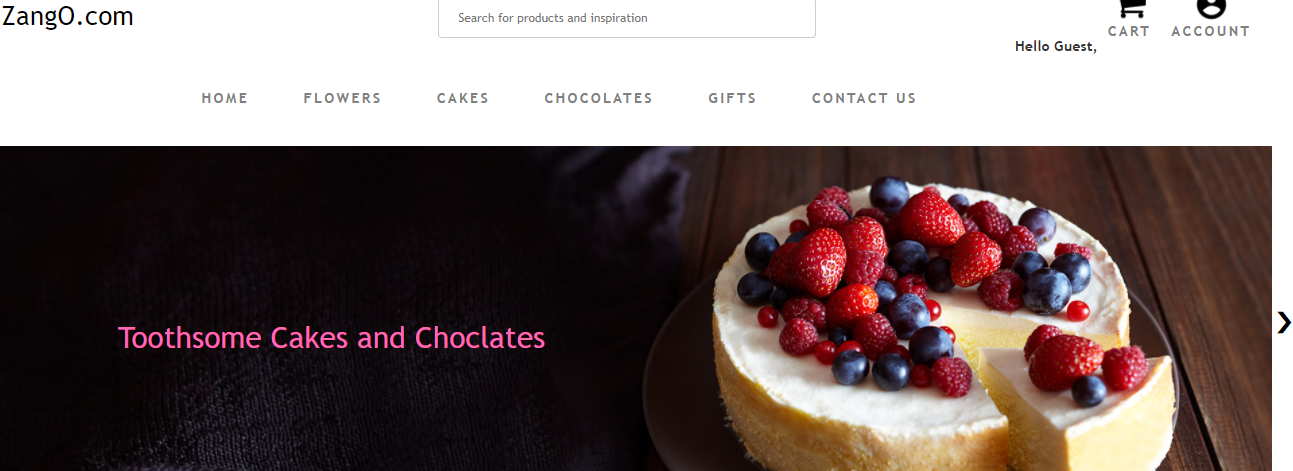 ZangO.com
Search for products and inspiration
Hello Guest,
CART
ACCOUNT
HOME
FLOWERS
CAKES
CHOCOLATES
GIFTS
CONTACT US
Toothsome Cakes and Choclates